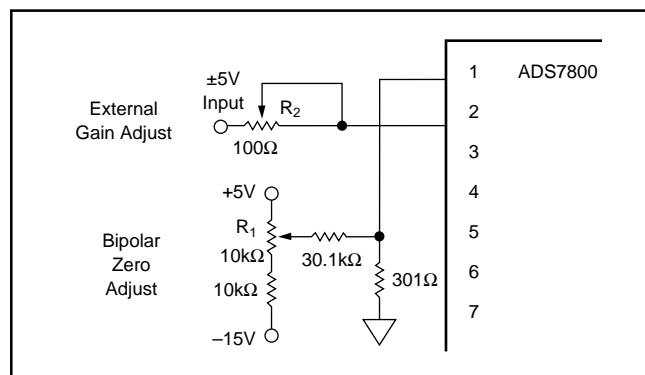 ±5V
Input
R2
External
Gain Adjust
100Ω
+5V
R1
10kΩ
30.1kΩ
Bipolar
Zero
Adjust
10kΩ
301Ω
–15V
1
ADS7800
2
3
4
5
6
7